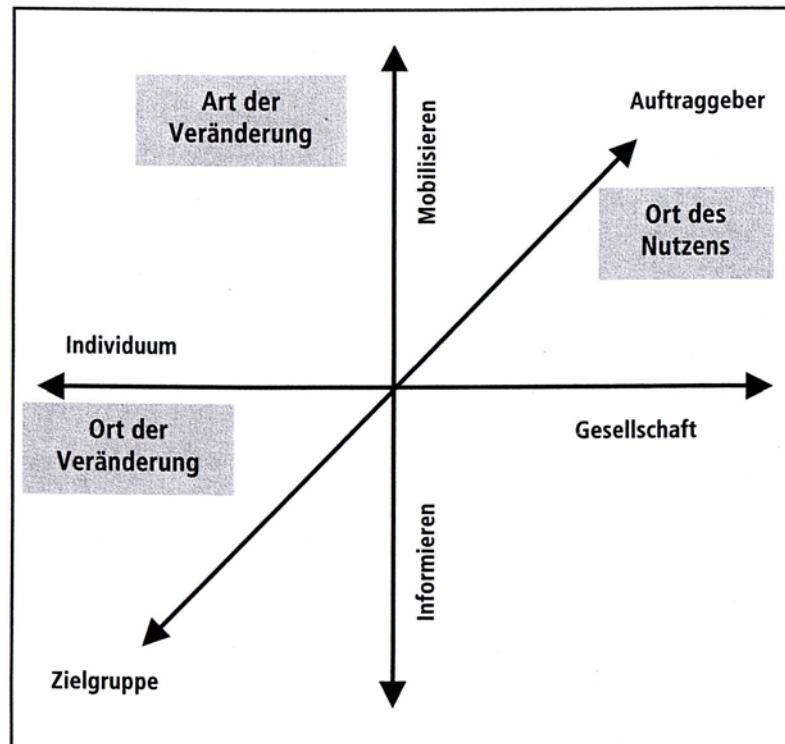 Art der
Veränderung
Mobilisieren
Auftraggeber
Ort des
Nutzens
Individuum
Ort der
Veränderung
Gesellschaft
Informieren
Zielgruppe